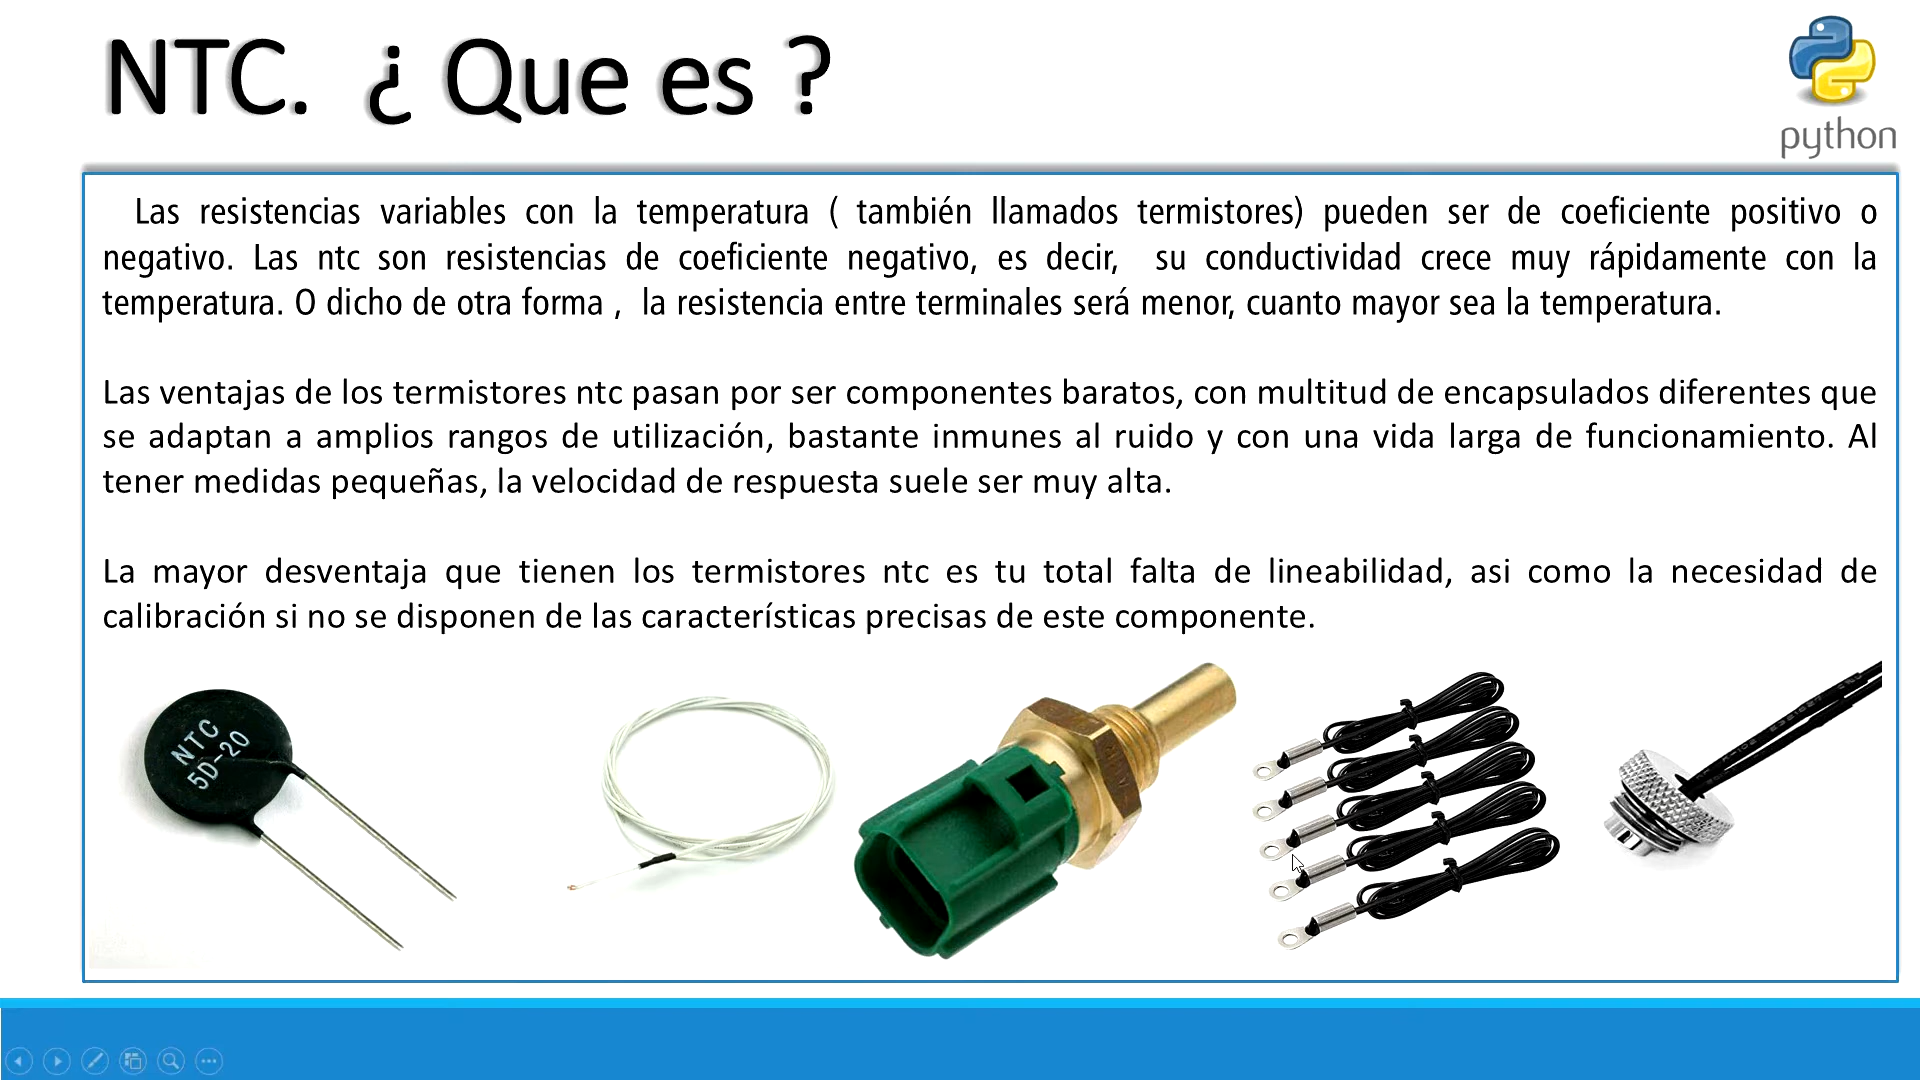 NTC. ¿ Que es ?
python
Las resistencias variables con la temperatura ( también llamados termistores) pueden ser de coeficiente positivo o
negativo. Las ntc son resistencias de coeficiente negativo, es decir, su conductividad crece muy rápidamente con la
temperatura. O dicho de otra forma , la resistencia entre terminales será menor, cuanto mayor sea la temperatura.
Las ventajas de los termistores ntc pasan por ser componentes baratos, con multitud de encapsulados diferentes que
se adaptan a amplios rangos de utilización, bastante inmunes al ruido y con una vida larga de funcionamiento. Al
tener medidas pequeñas, la velocidad de respuesta suele ser muy alta.
La mayor desventaja que tienen los termistores ntc es tu total falta de lineabilidad, asi como la necesidad de
calibración si no se disponen de las características precisas de este componente.
NTC
5D-20